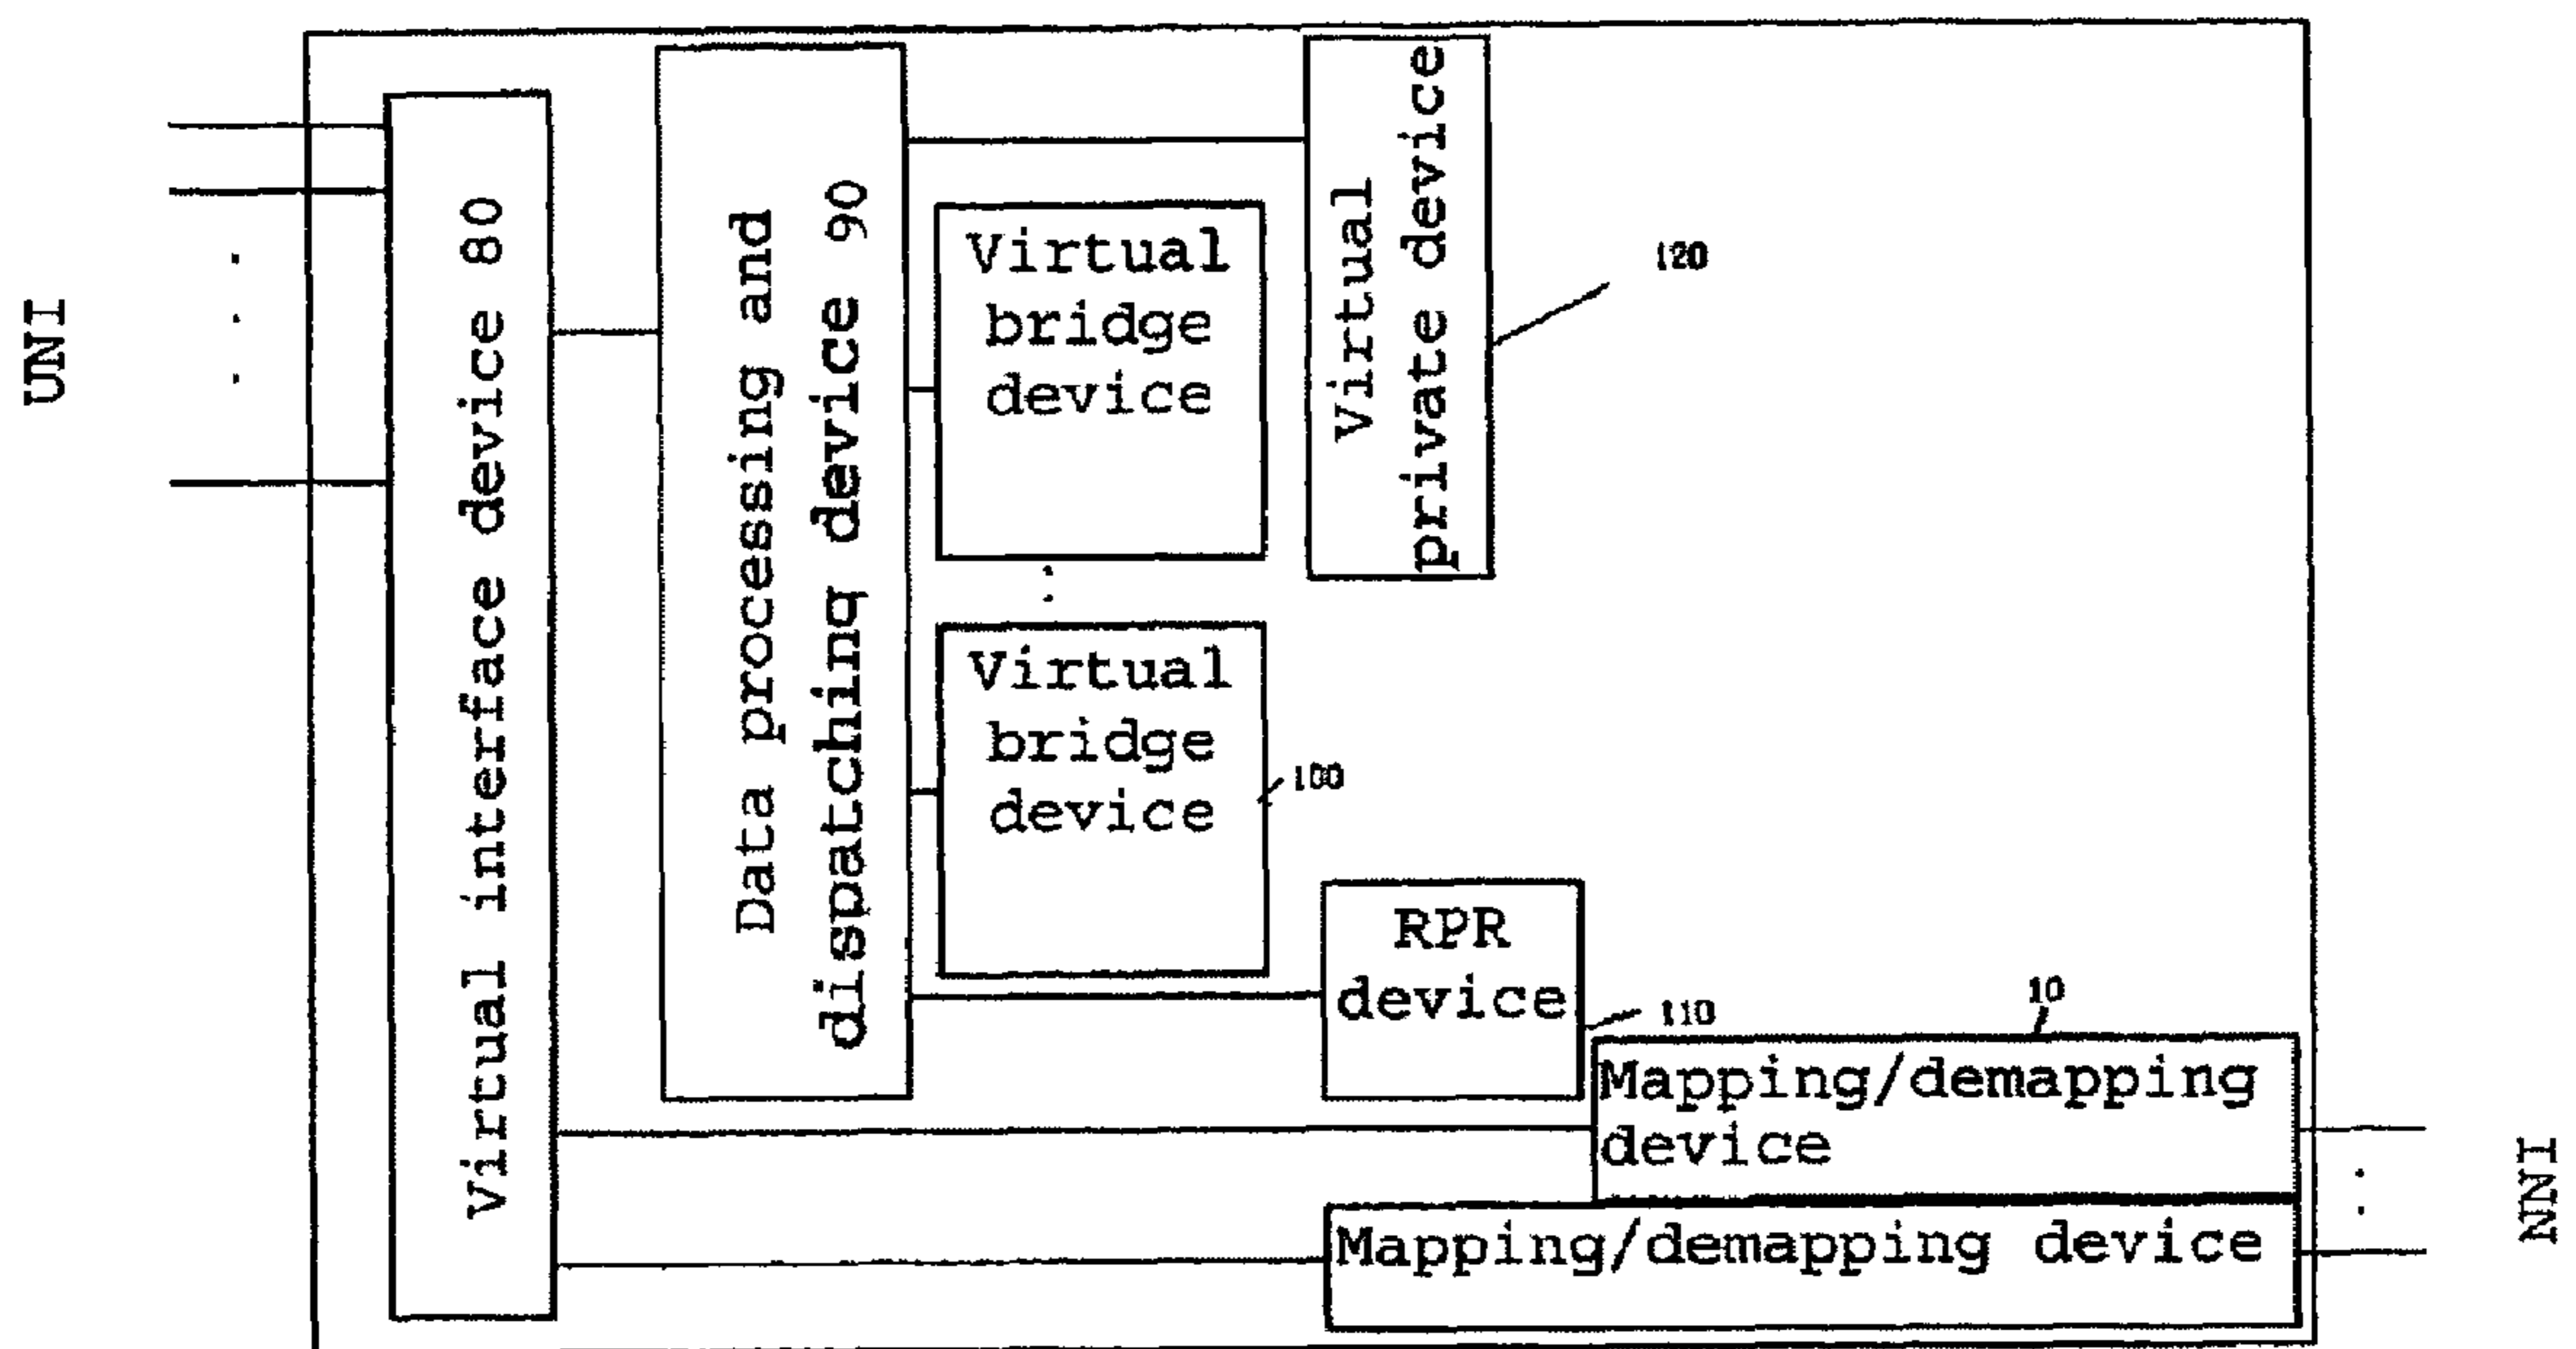 UNI
Virtual interface device 80
Data processing and
dispatching device 90
Virtual
bridge
device
Virtual
private device
120
Virtual
bridge
device
100
RPR
device
110
10
Mapping/demapping
device
Mapping/demapping device
NNI